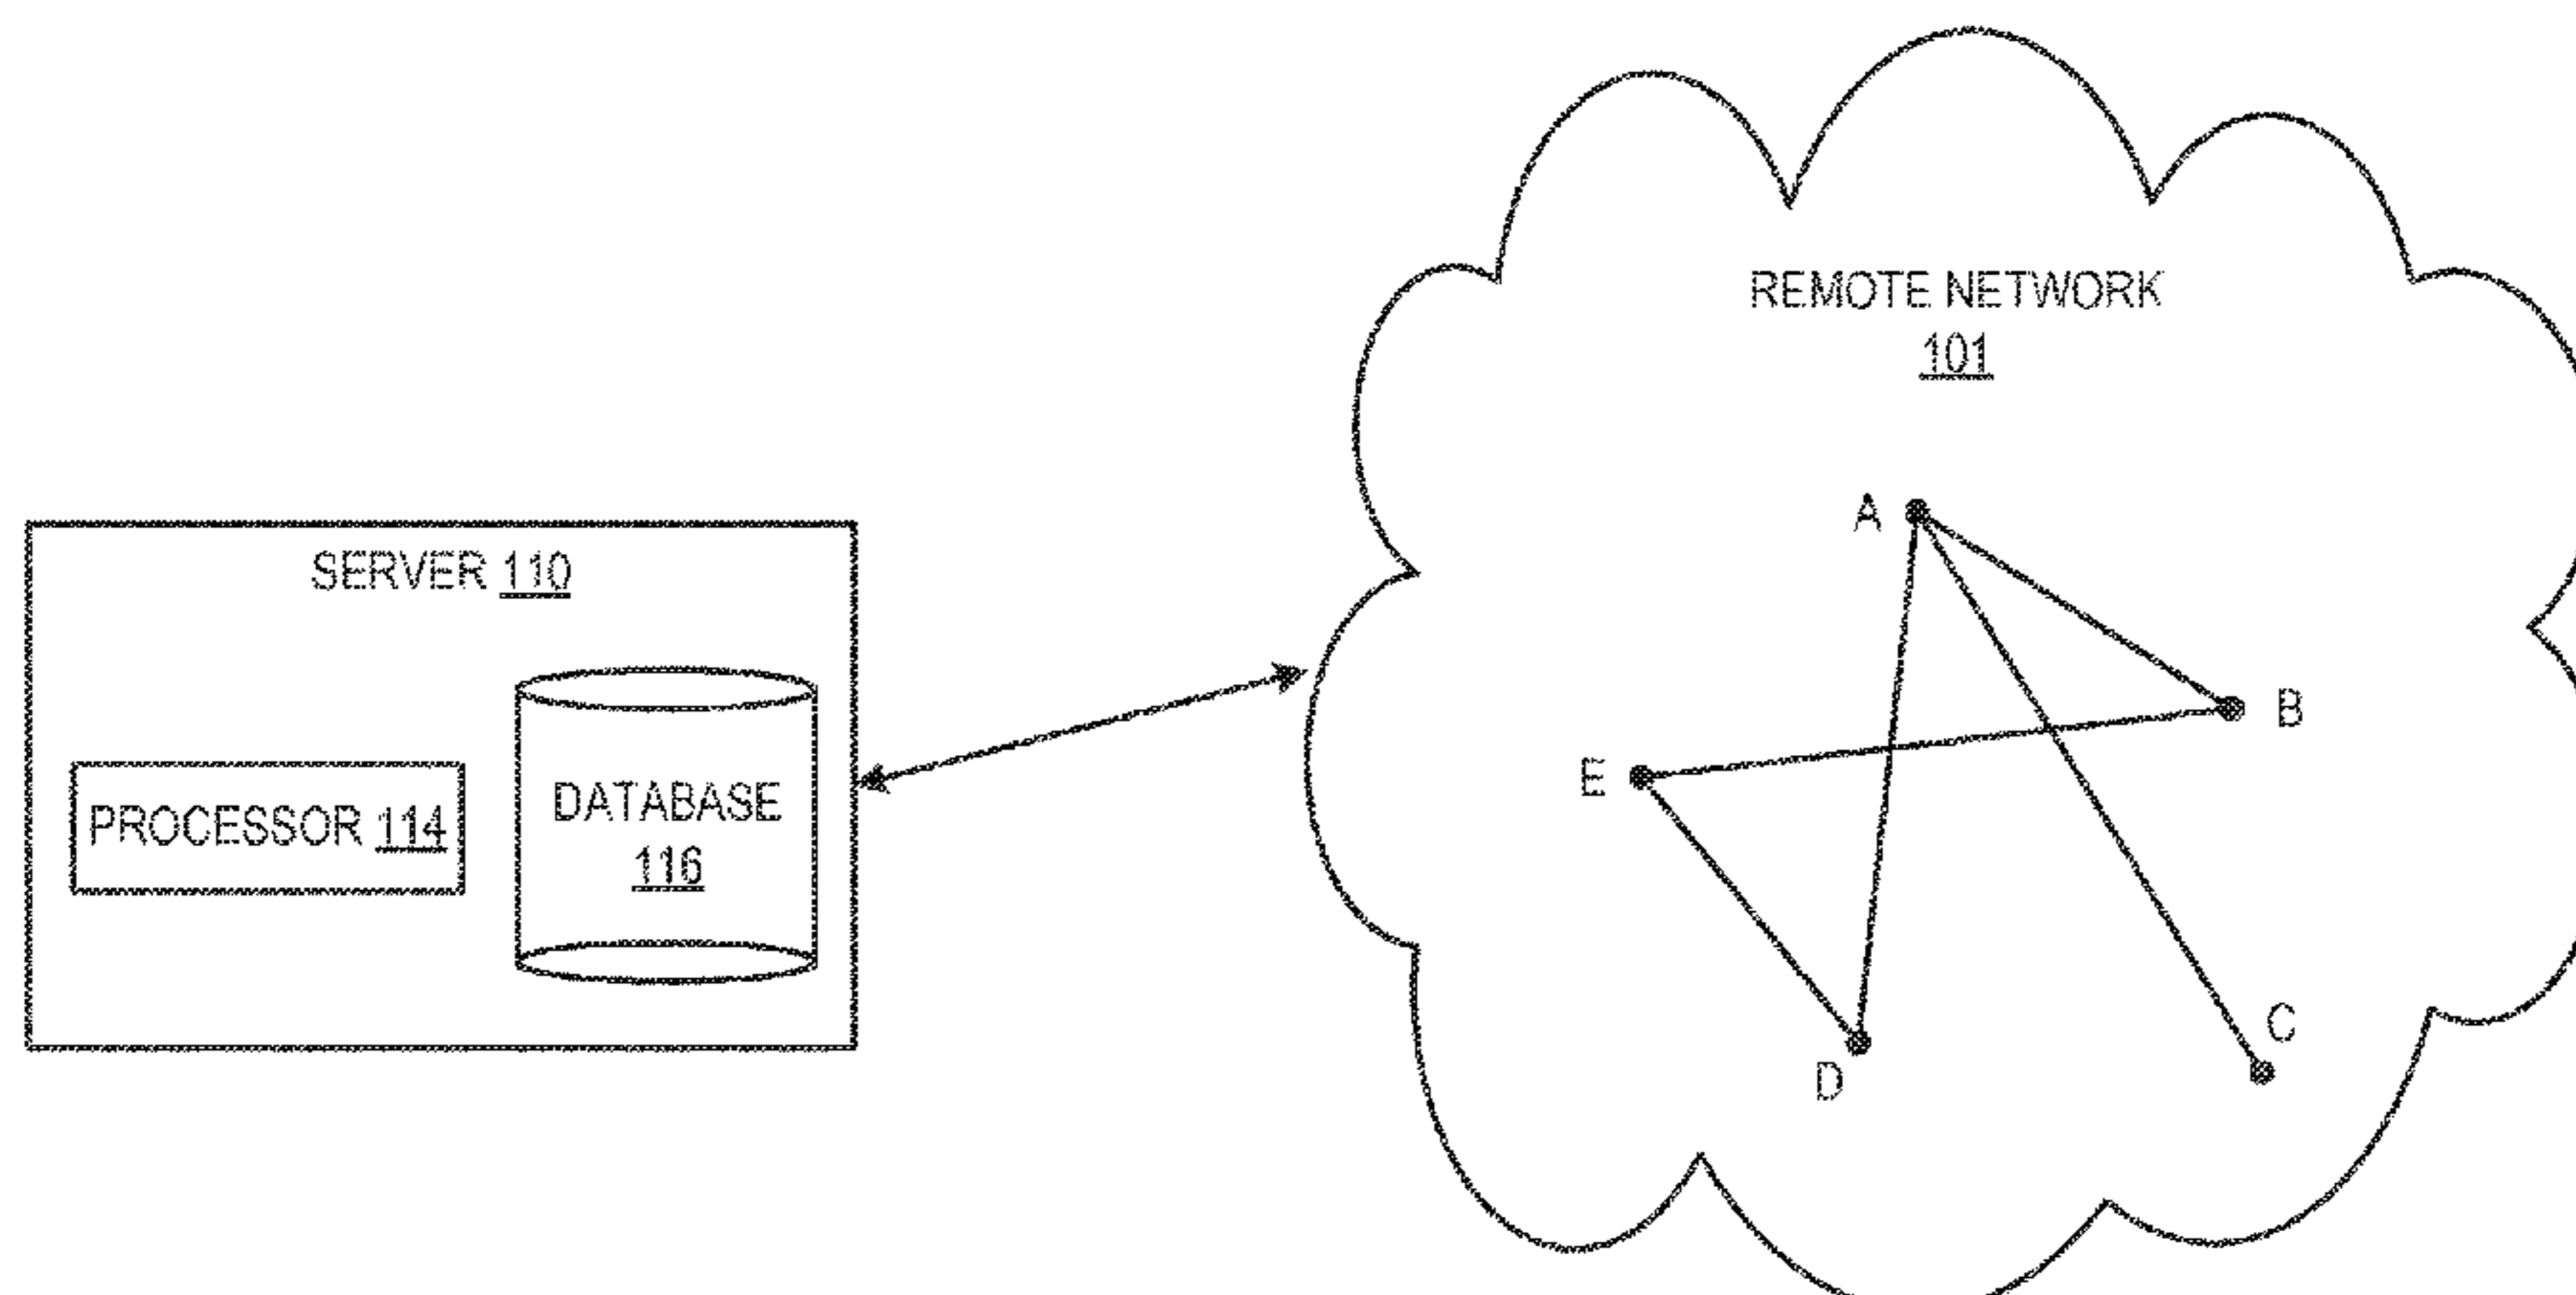 REMOTE NETWORK
101
A
SERVER 110
B
E
PROCESSOR 114
DATABASE
116
C
D